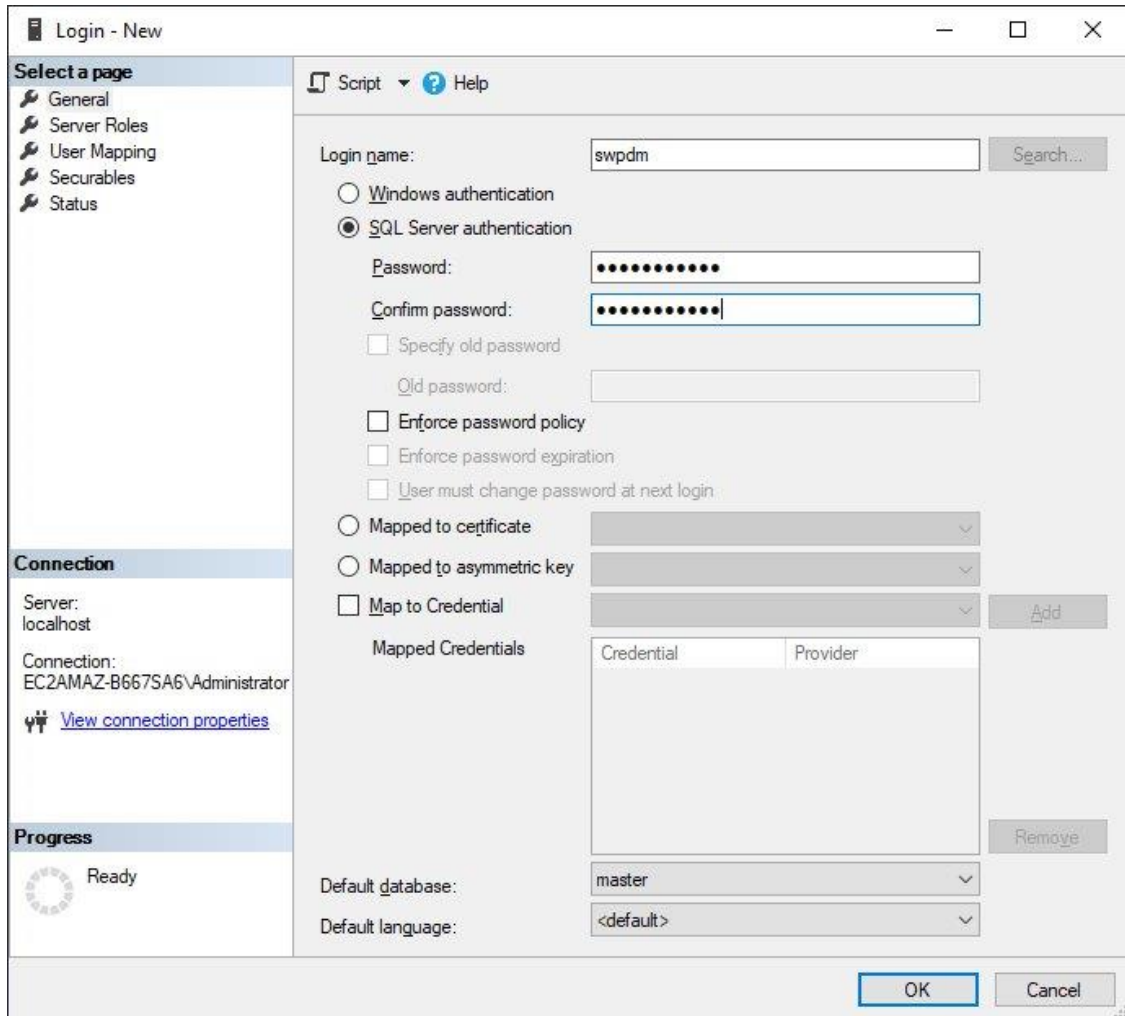 Login - New
Select a page
General
Server Roles
User Mapping
Securables
Status
Script Help
Login name: swpdm Search...
Windows authentication
SQL Server authentication
Password: ●●●●●●●●●●●
Confirm password: ●●●●●●●●●●●
Specify old password
Old password:
Enforce password policy
Enforce password expiration
User must change password at next login
Mapped to certificate
Mapped to asymmetric key
Map to Credential Add
Mapped Credentials Credential Provider
Remove
Default database: master
Default language: <default>
Connection
Server:
localhost
Connection:
EC2AMAZ-B667SA6\Administrator
View connection properties
Progress
Ready
OK Cancel